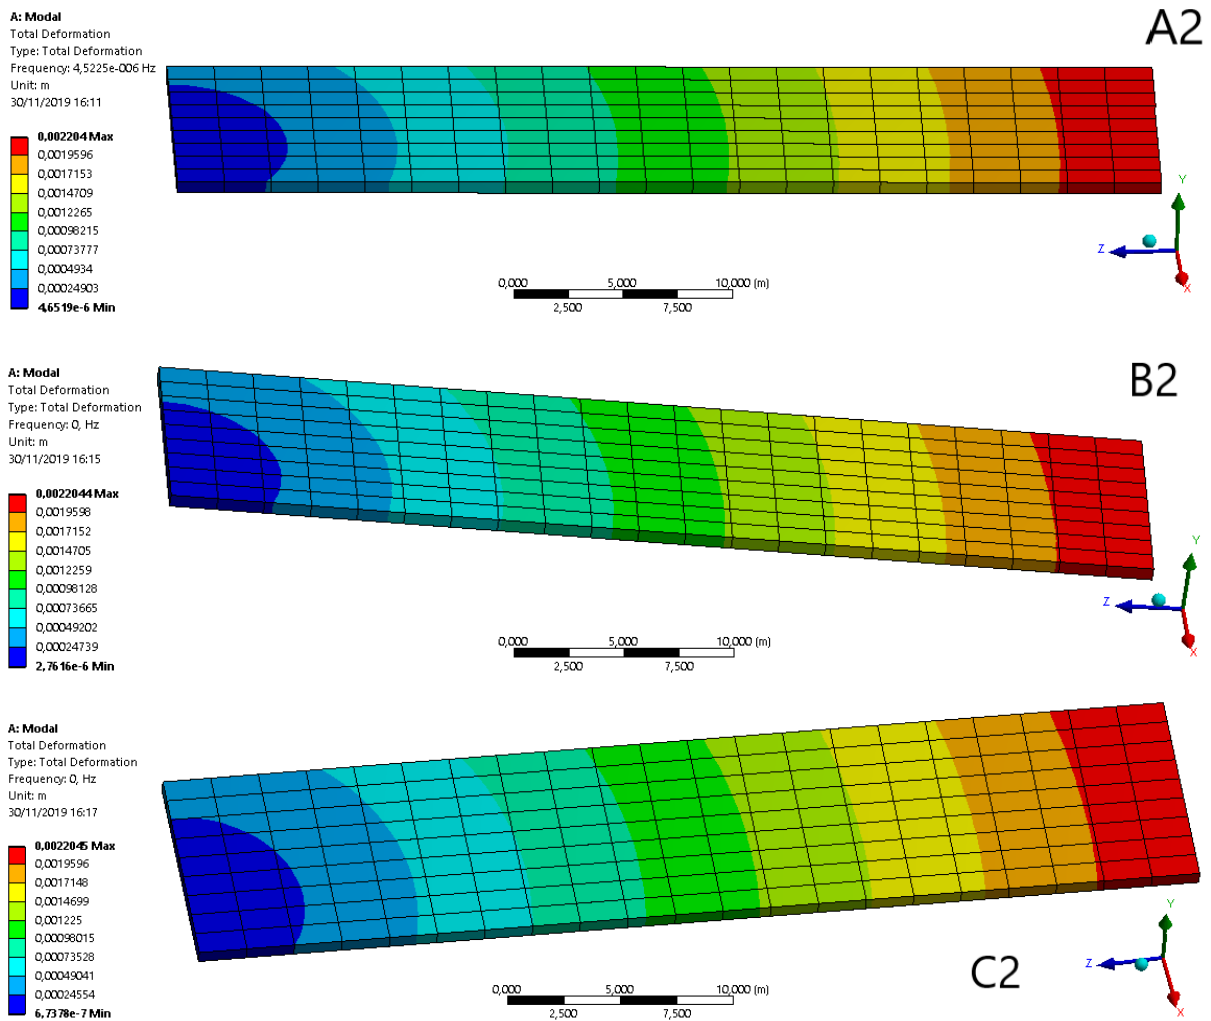 A: Modal
Total Deformation
Type: Total Deformation
Frequency: 4,5225e-006 Hz
Unit: m
30/11/2019 16:11
A2
0,002204 Max
0,0019596
0,0017153
0,0014709
0,0012265
0,00098215
0,00073777
0,0004934
0,00024903
4,6519e-6 Min
Y
Z
X
0,000 5,000 10,000 (m)
2,500 7,500
A: Modal
Total Deformation
Type: Total Deformation
Frequency: 0, Hz
Unit: m
30/11/2019 16:15
B2
0,0022044 Max
0,0019598
0,0017152
0,0014705
0,0012259
0,00098128
0,00073665
0,00049202
0,00024739
2,7616e-6 Min
Y
Z
X
0,000 5,000 10,000 (m)
2,500 7,500
A: Modal
Total Deformation
Type: Total Deformation
Frequency: 0, Hz
Unit: m
30/11/2019 16:17
0,0022045 Max
0,0019596
0,0017148
0,0014699
0,001225
0,00098015
0,00073528
0,00049041
0,00024554
6,7378e-7 Min
C2
Y
Z
X
0,000 5,000 10,000 (m)
2,500 7,500